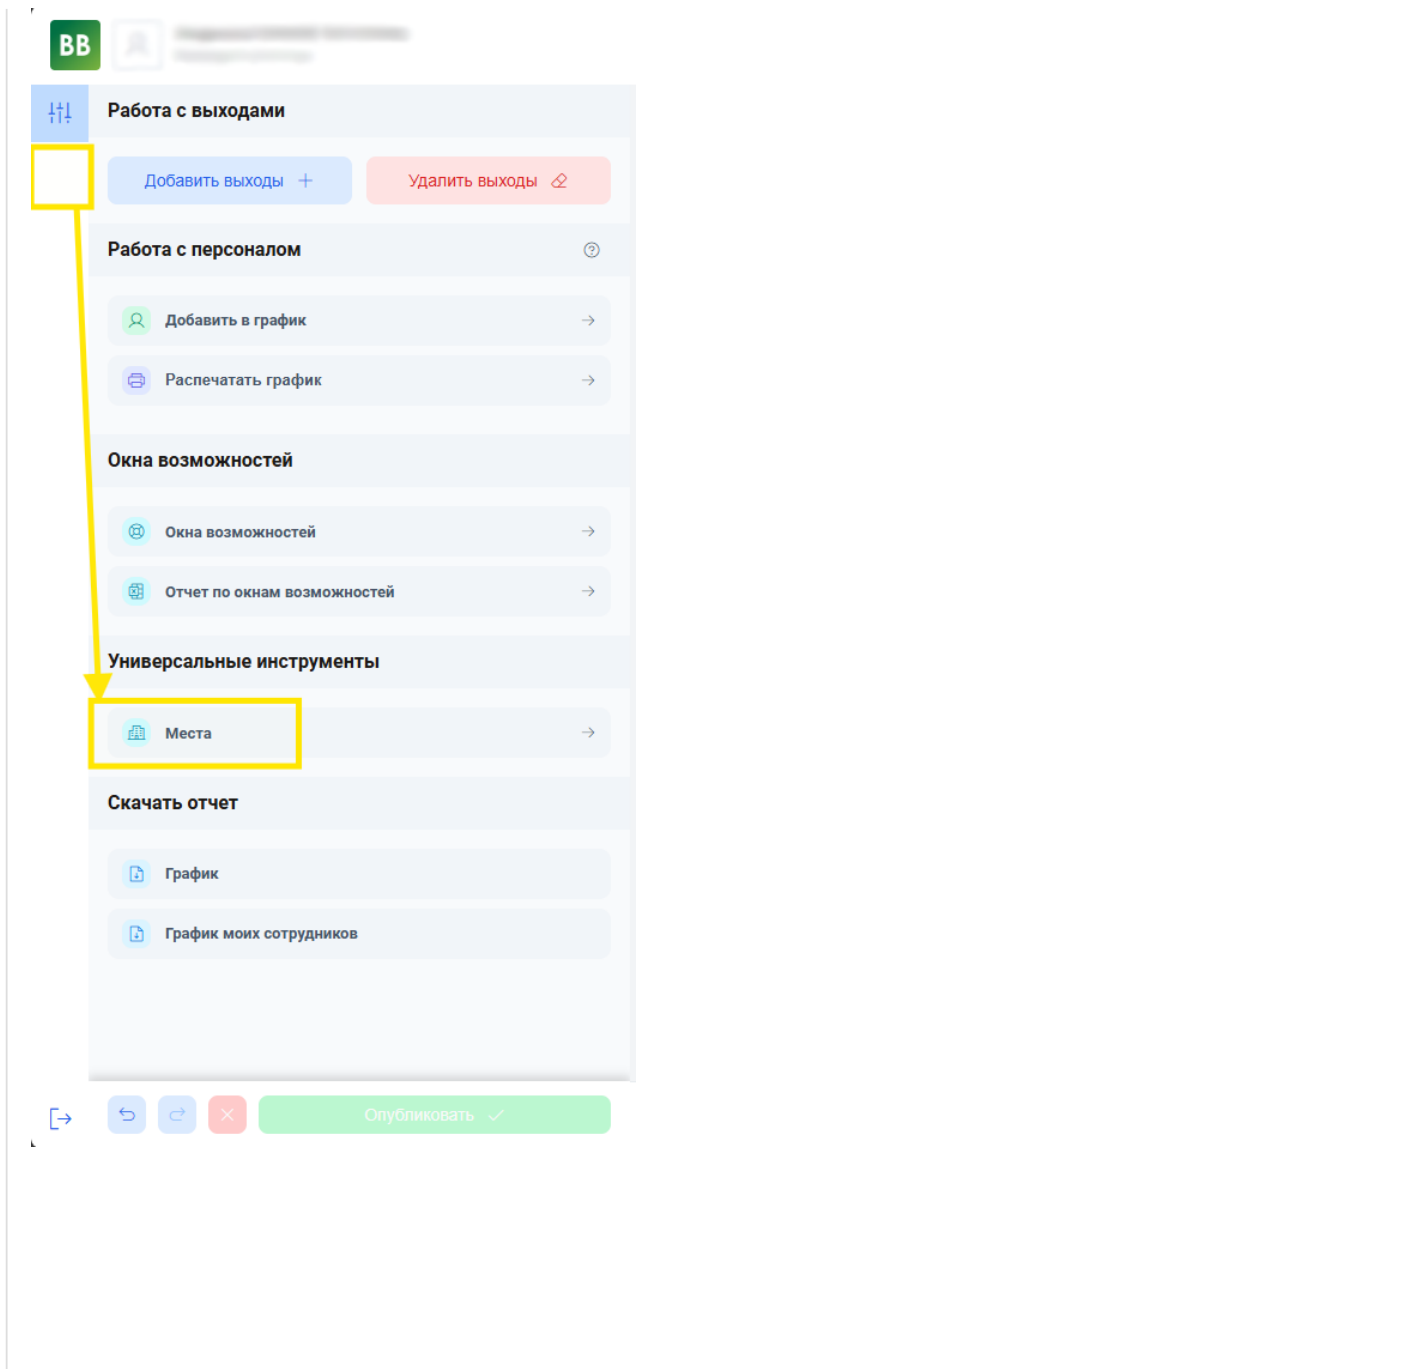 BB
Работа с выходами
Добавить выходы
Удалить выходы
Работа с персоналом
Добавить в график
Распечатать график
Окна возможностей
Окна возможностей
Отчет по окнам возможностей
Универсальные инструменты
Места
Скачать отчет
График
График моих сотрудников
Опубликовать